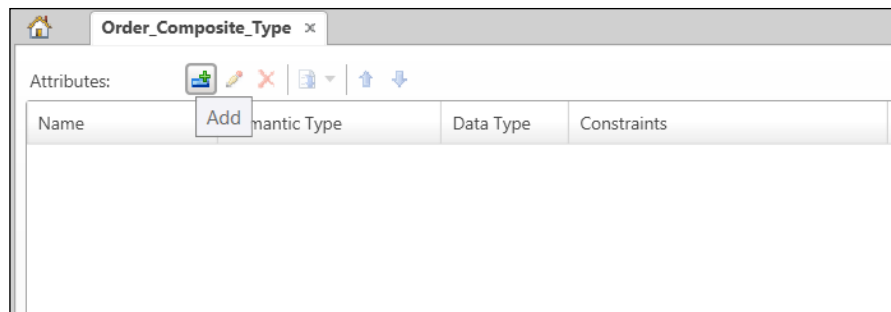 Order_Composite_Type ×
Attributes:
Add
Name mantic Type Data Type Constraints